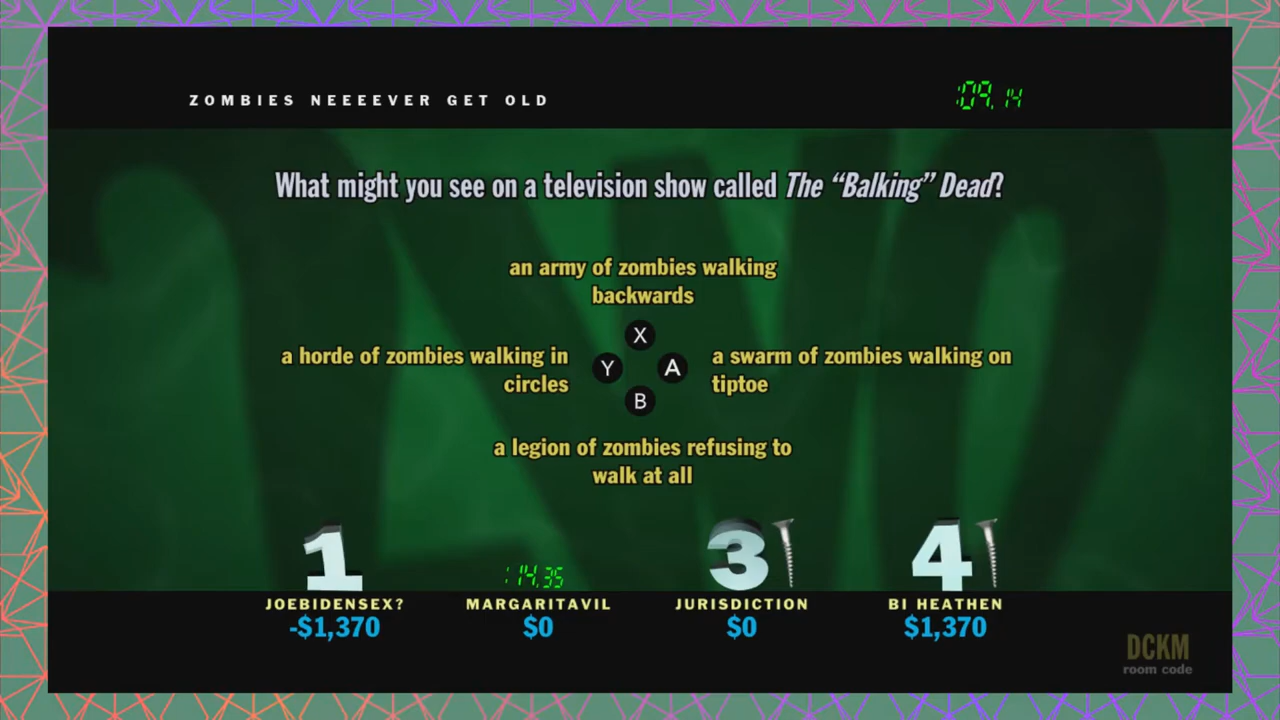 ZOMBIES NEEEEVER GET OLD
:09.14
What might you see on a television show called The “Balking” Dead?
an army of zombies walking
backwards
X
a horde of zombies walking in
circles
Y
A
a swarm of zombies walking on
tiptoe
B
a legion of zombies refusing to
walk at all
1
:14.35
3
4
JOEBIDENSEX?
MARGARITAVIL
JURISDICTION
BI HEATHEN
-$1,370
$0
$0
$1,370
DCKM
room code